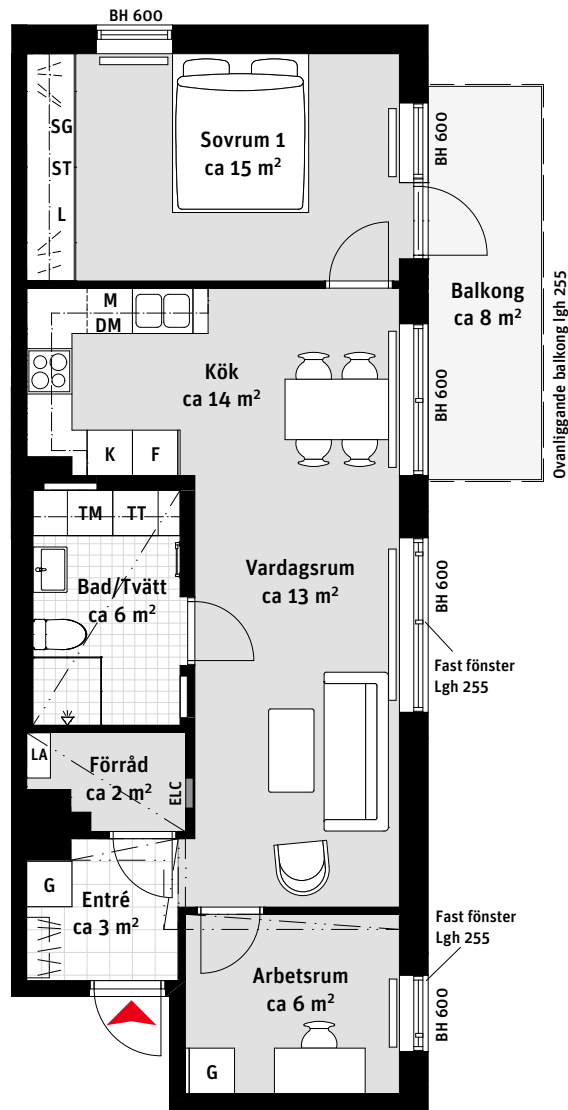 BH 600
SG
ST
L
Sovrum 1
ca 15 m²
BH 600
Balkong
ca 8 m²
Ovanliggande balkong lgh 255
M
DM
Kök
ca 14 m²
BH 600
K
F
TM
TT
Bad/Tvätt
ca 6 m²
Vardagsrum
ca 13 m²
BH 600
Fast fönster
Lgh 255
LA
Förråd
ca 2 m²
ELC
G
Entré
ca 3 m²
Fast fönster
Lgh 255
Arbetsrum
ca 6 m²
BH 600
G